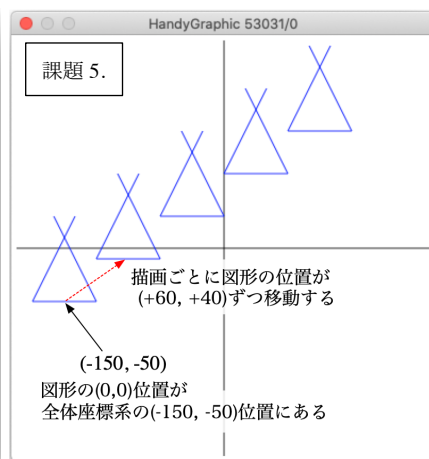 HandyGraphic 53031/0
課題 5.
描画ごとに図形の位置が
(+60, +40)ずつ移動する
(-150, -50)
図形の(0,0)位置が
全体座標系の(-150, -50)位置にある